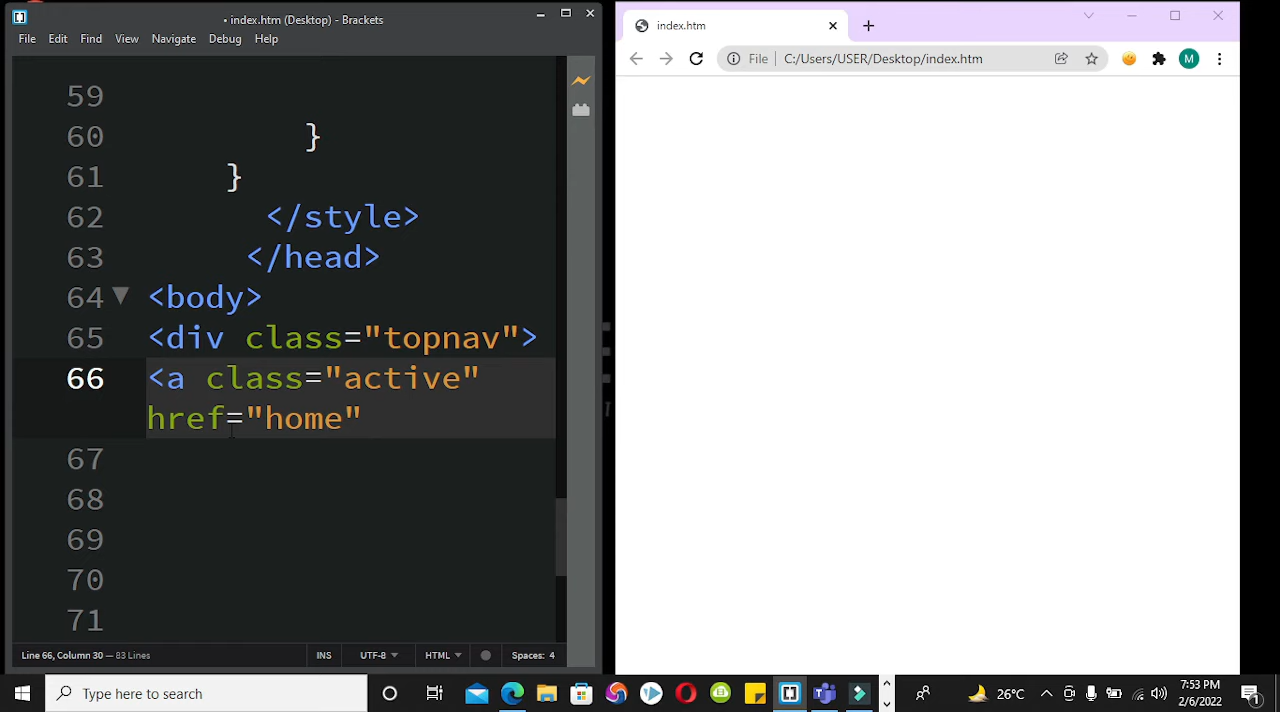 • index.htm (Desktop) - Brackets
File Edit Find View Navigate Debug Help
59
60 }
61 }
62 </style>
63 </head>
64 <body>
65 <div class="topnav">
66 <a class="active"
href="home"
67
68
69
70
71
Line 66, Column 30 — 83 Lines
INS UTF-8 HTML Spaces: 4
index.htm
File C:/Users/USER/Desktop/index.htm
M
Type here to search
26°C
7:53 PM
2/6/2022
1